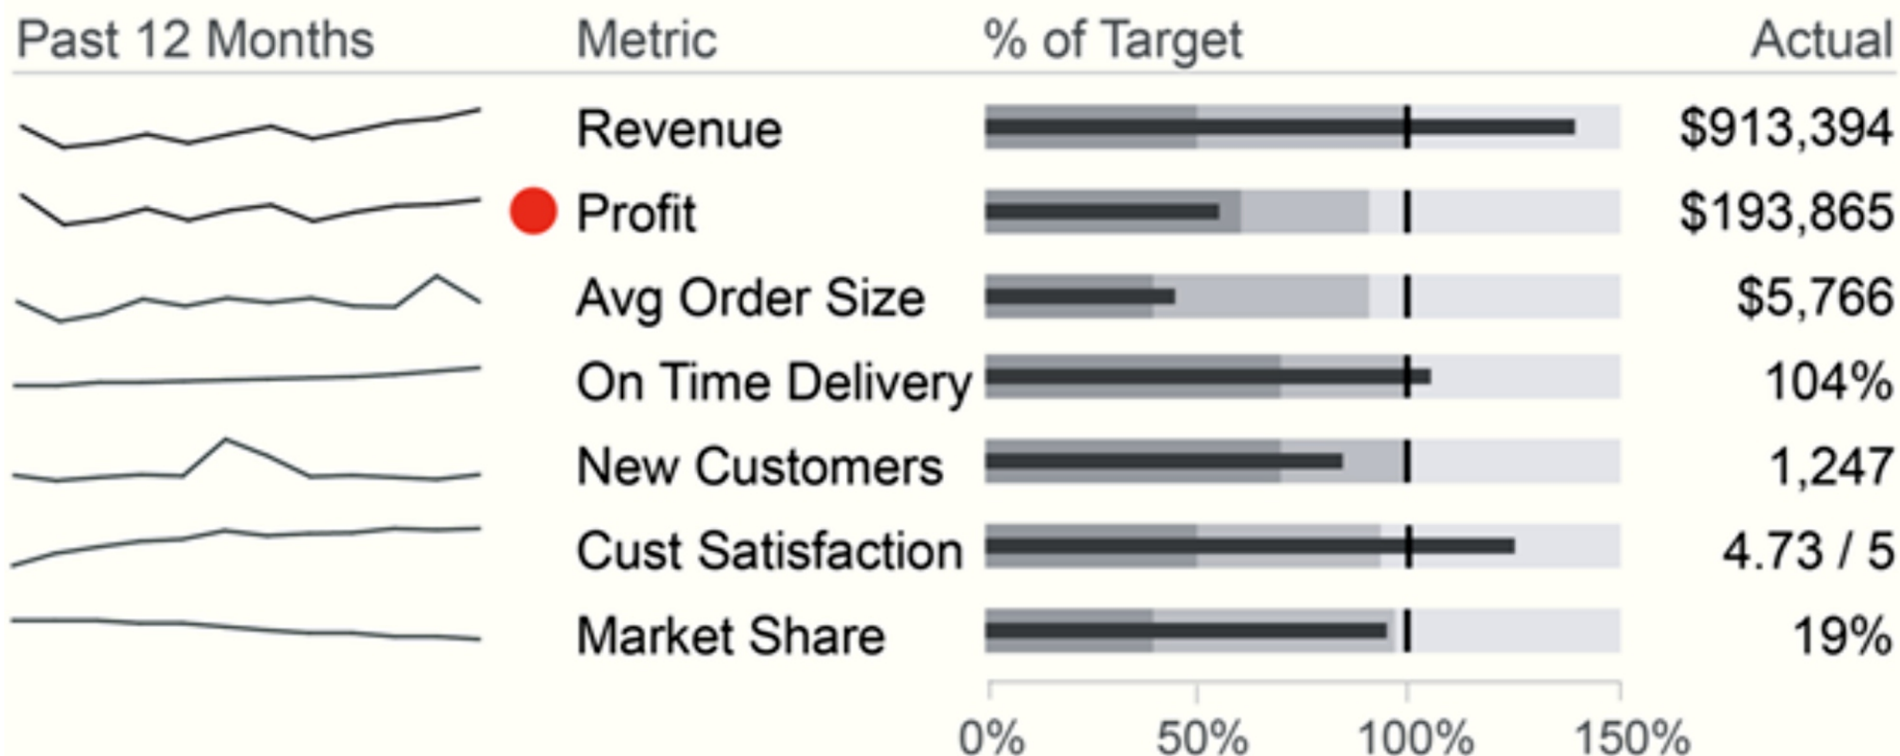 Past 12 Months Metric % of Target Actual
Revenue $913,394
Profit $193,865
Avg Order Size $5,766
On Time Delivery 104%
New Customers 1,247
Cust Satisfaction 4.73 / 5
Market Share 19%
0% 50% 100% 150%